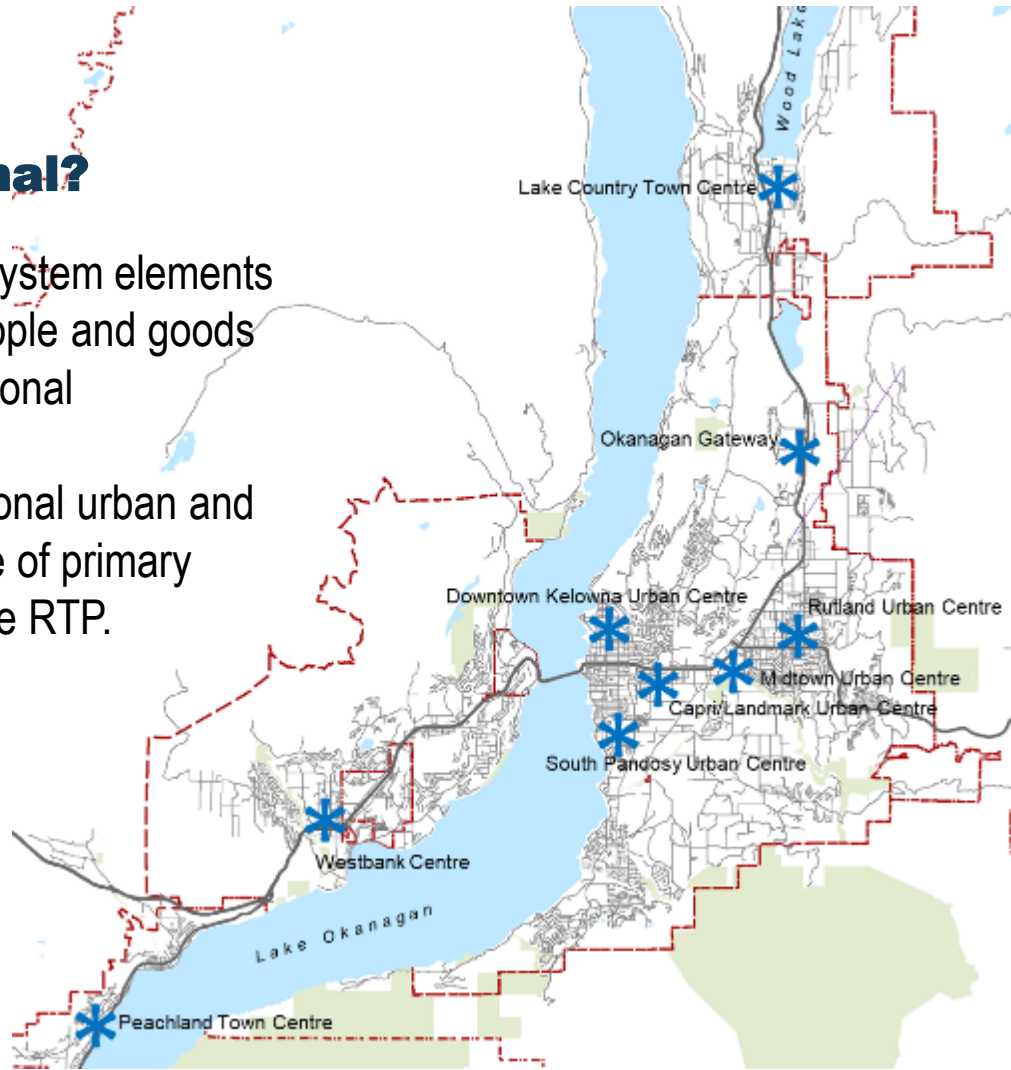 nal?
ystem elements
ople and goods
ional
onal urban and
e of primary
e RTP.
Wood Lake
Lake Country Town Centre
Okanagan Gateway
Downtown Kelowna Urban Centre
Rutland Urban Centre
Midtown Urban Centre
Capri/Landmark Urban Centre
South Pandosy Urban Centre
Westbank Centre
Lake Okanagan
Peachland Town Centre